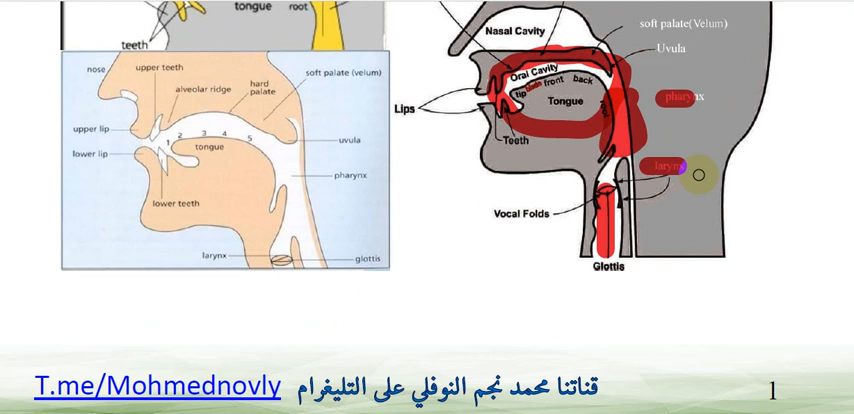 tongue root
teeth
nose
upper teeth
alveolar ridge
hard
palate
soft palate (velum)
upper lip
lower lip
1 2 3 4 5
tongue
uvula
pharynx
lower teeth
larynx
glottis
Nasal Cavity
soft palate(Velum)
Uvula
Oral Cavity
tip blade front back
root
Tongue
Lips
Teeth
pharynx
larynx
Vocal Folds
Glottis
T.me/Mohmednovly قناتنا محمد نجم النوفلي على التليغرام
1